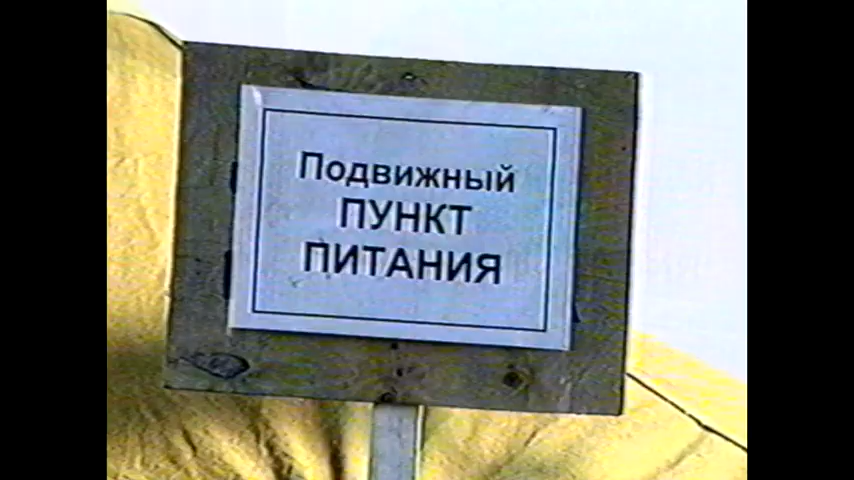 Подвижный
ПУНКТ
ПИТАНИЯ